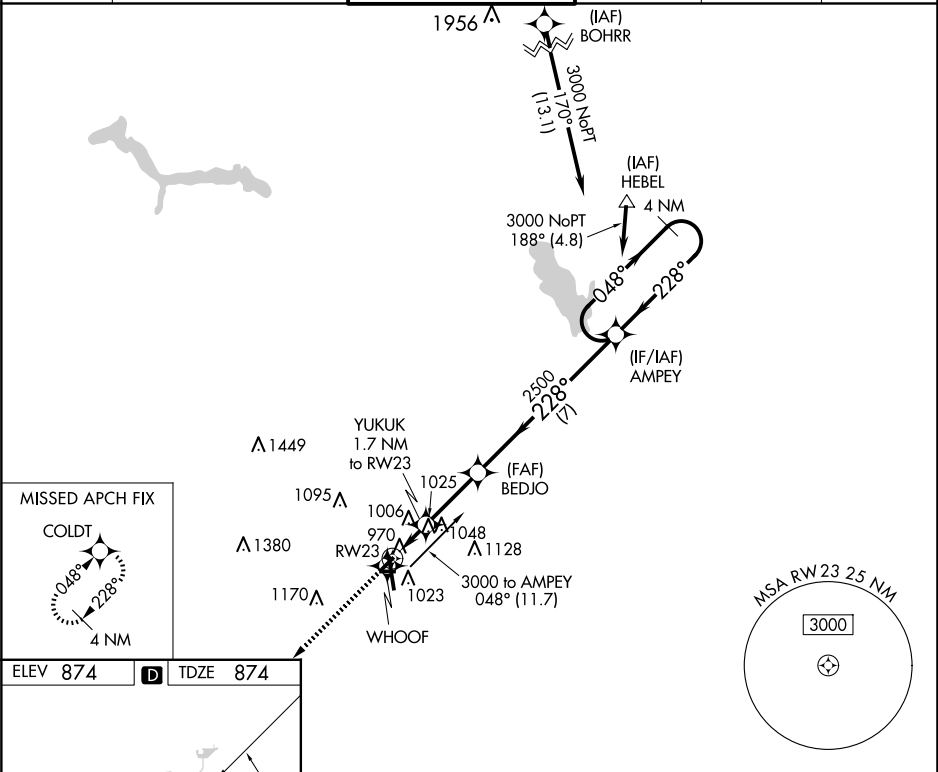 1956
(IAF)
BOHRR
3000 NoPT
170°
(13.1)
(IAF)
HEBEL
4 NM
3000 NoPT
188° (4.8)
048°
228°
(IF/IAF)
AMPEY
2500
228°
(7)
YUKUK
1.7 NM
to RW23
1449
(FAF)
BEDJO
1025
1095
1006
1048
970
RW23
1380
1128
3000 to AMPEY
048° (11.7)
1170
1023
WHOOF
MISSED APCH FIX
COLDT
048°
228°
4 NM
MSA RW 23 25 NM
3000
ELEV 874
D
TDZE 874